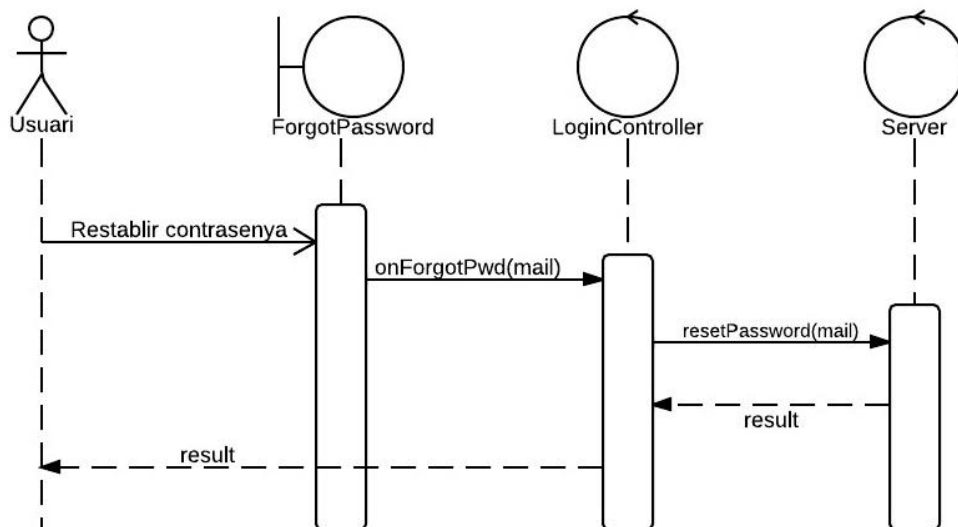 Usuari
ForgotPassword
LoginController
Server
Restablir contrasenya
onForgotPwd(mail)
resetPassword(mail)
result
result